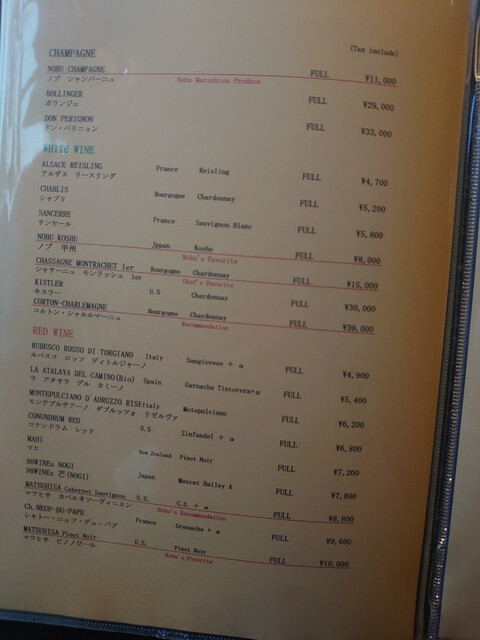 CHAMPAGNE (Tax include)
NOBU CHAMPAGNE FULL ¥11,000
ノブ シャンパーニュ Nobu Matsuhisa Produce
BOLLINGER FULL ¥29,000
ボランジェ
DON PERIGNON FULL ¥33,000
ドン・ペリニョン
WHITE WINE
ALSACE REISLING France Reisling FULL ¥4,700
アルザス リースリング
CHABLIS Bourgogne Chardonnay FULL ¥5,200
シャブリ
SANCERRE France Sauvignon Blanc FULL ¥5,800
サンセール
NOBU KOSHU Jppan Koshu FULL ¥8,000
ノブ 甲州 Nobu's Favorite
CHASSAGNE MONTRACHET 1er Bourgogne Chardonnay FULL ¥15,000
シャサーニュ モンラッシェ 1er Chef's Favorite
KISTLER U.S Chardonnay FULL ¥30,000
キスラー
CORTON-CHARLEMAGNE Bourgogne Chardonnay FULL ¥39,000
コルトン・シャルルマーニュ Recommendation
RED WINE
RUBESCO ROSSO DI TORGIANO Italy Sangiovese + α FULL ¥4,900
ルベスコ ロッソ ディトルジャーノ
LA ATALAYA DEL CAMINO(Bio) Spain Garnacha Tintorera+α FULL ¥5,400
ラ アタヤラ デル カミーノ
MONTEPULCIANO D'ADRUZZO RISEItaly Motepulciano FULL ¥6,200
モンテプルチアーノ ダブルッツオ リゼルヴァ
CONUNDRUM RED U.S Zinfandel + α FULL ¥6,800
コナンドラム レッド
MAHI New Zealand Pinot Noir FULL ¥7,200
マヒ
98WINEs NOGI Japan Muscat Bailey A FULL ¥7,800
98WINEs 芒(NOGI)
MATSUHISA Cabernet Sauvignon U.S. C.S. + α FULL ¥8,800
マツヒサ カバルネソーヴィニヨン Nobu's Recommendation
Ch.NEUF-DU-PAPE France Grenache + α FULL ¥9,600
シャトー・ニュフ・デュ・パプ
MATSUHISA Pinot Noir U.S. Pinot Noir FULL ¥10,000
マツヒサ ピノノワール Nobu's Favorite